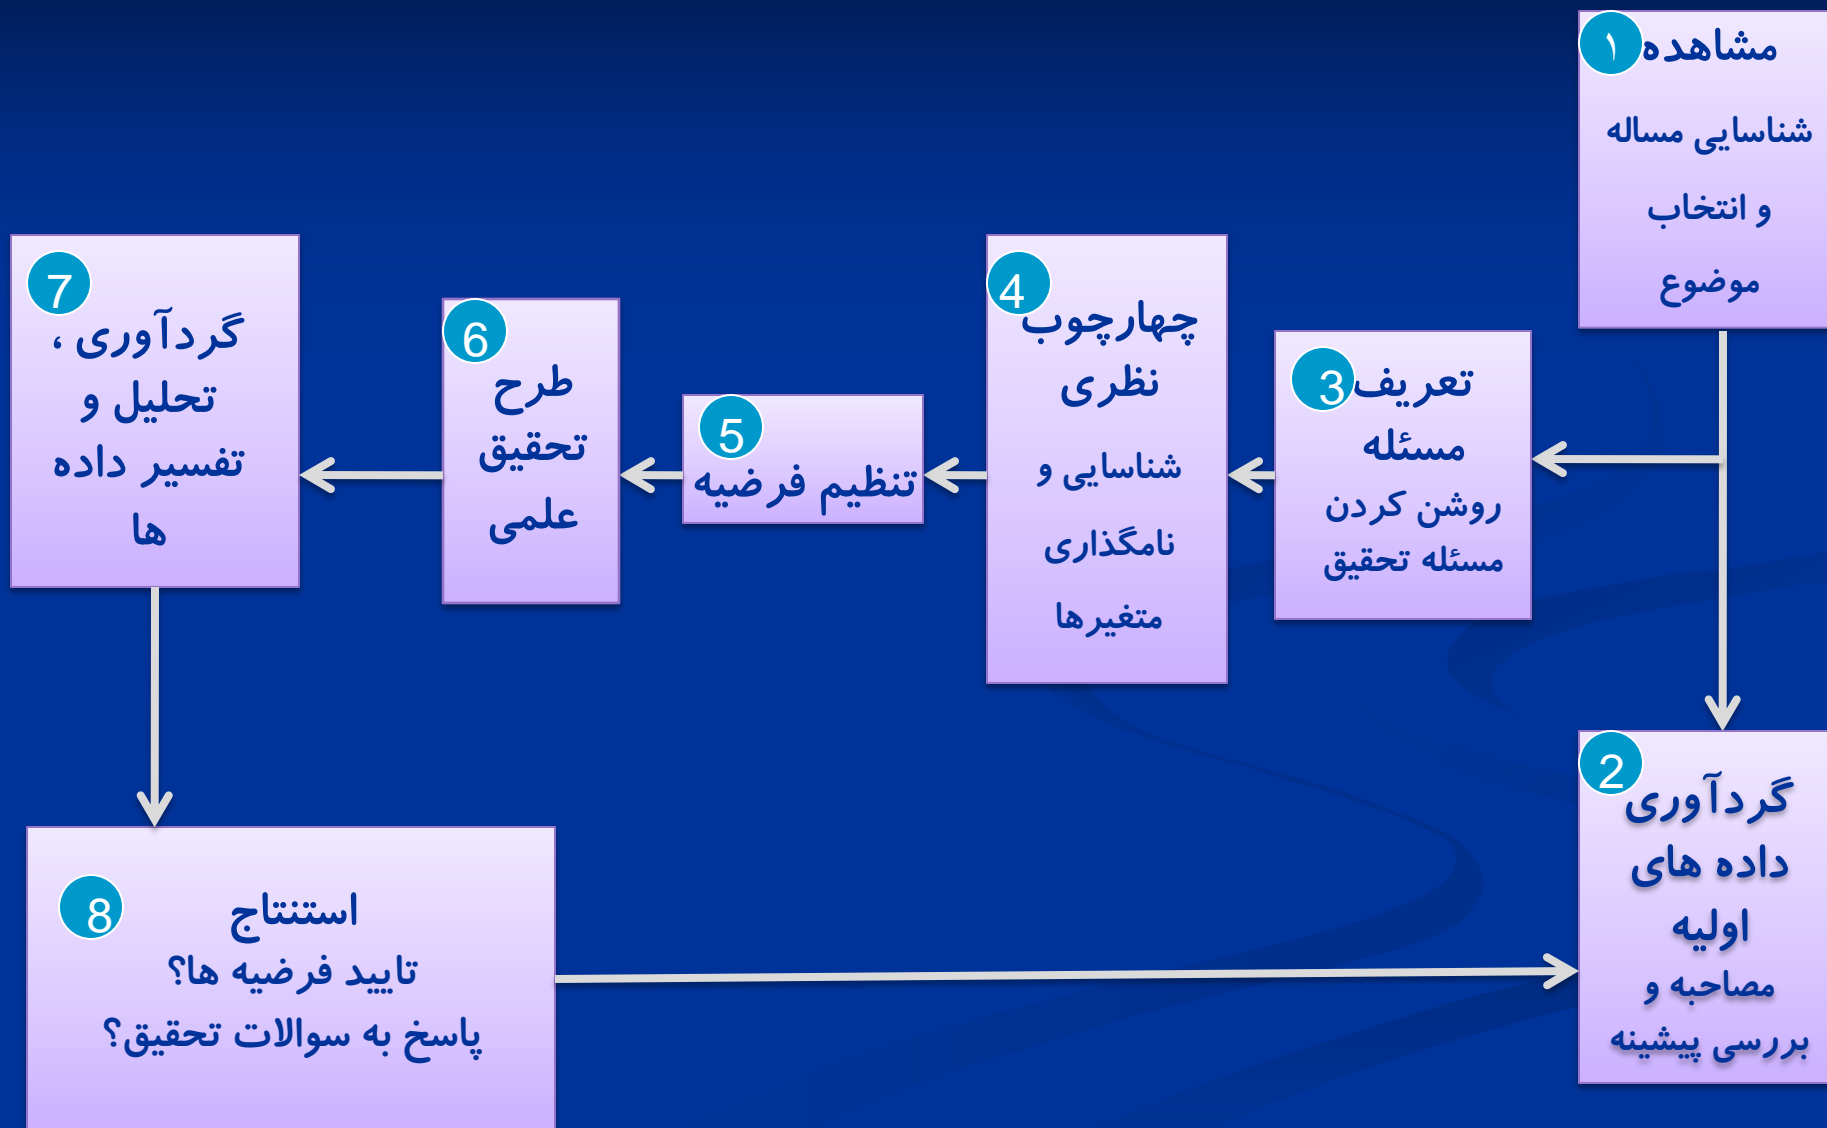 ۱
مشاهده
شناسایی مساله
و انتخاب
موضوع
2
گردآوری
داده های
اولیه
مصاحبه و
بررسی پیشینه
3
تعریف
مسئله
روشن کردن
مسئله تحقیق
4
چهارچوب
نظری
شناسایی و
نامگذاری
متغیرها
5
تنظیم فرضیه
6
طرح
تحقیق
علمی
7
گردآوری ،
تحلیل و
تفسیر داده
ها
8
استنتاج
تایید فرضیه ها؟
پاسخ به سوالات تحقیق؟